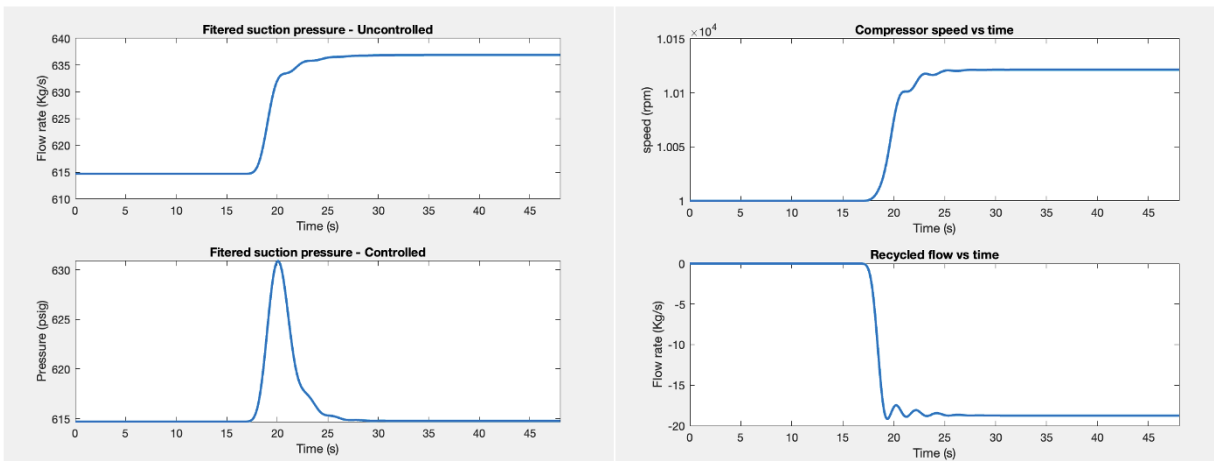 Fitered suction pressure - Uncontrolled
640
635
630
625
620
615
610
Flow rate (Kg/s)
0 5 10 15 20 25 30 35 40 45
Time (s)
Fitered suction pressure - Controlled
630
625
620
615
Pressure (psig)
0 5 10 15 20 25 30 35 40 45
Time (s)
×10⁴
Compressor speed vs time
1.015
1.01
1.005
1
speed (rpm)
0 5 10 15 20 25 30 35 40 45
Time (s)
Recycled flow vs time
0
-5
-10
-15
-20
Flow rate (Kg/s)
0 5 10 15 20 25 30 35 40 45
Time (s)